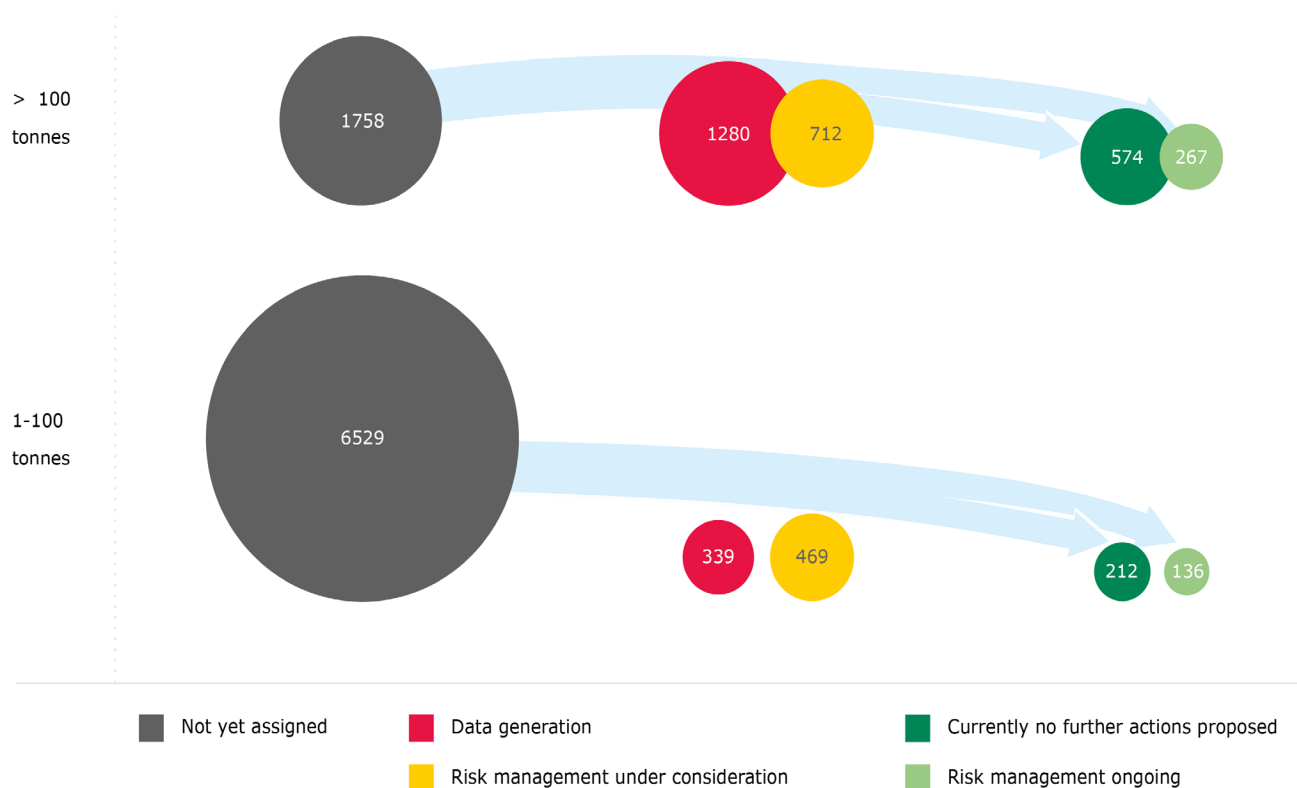 > 100
tonnes
1758
1280
712
574
267
1-100
tonnes
6529
339
469
212
136
Not yet assigned
Data generation
Currently no further actions proposed
Risk management under consideration
Risk management ongoing